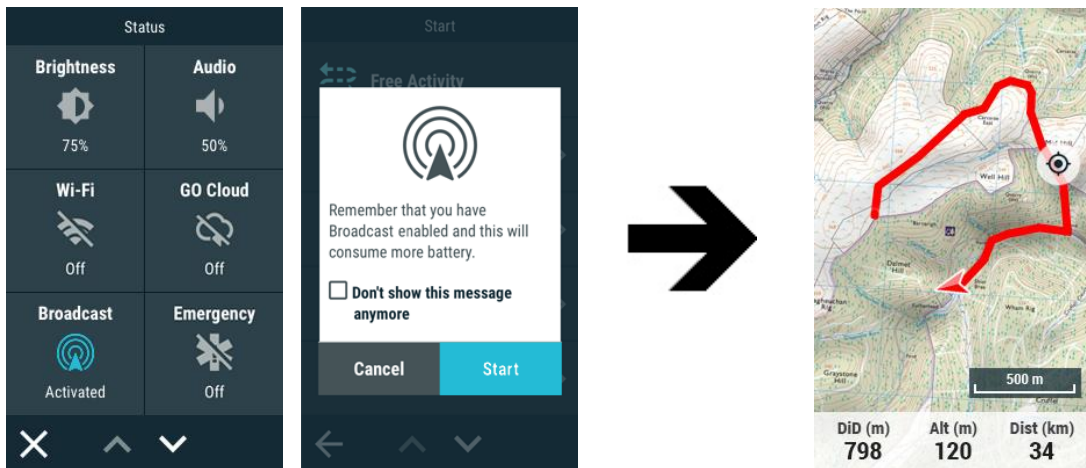 Status
Brightness Audio
75% 50%
Wi-Fi GO Cloud
Off Off
Broadcast Emergency
Activated Off
Start
Free Activity
Remember that you have
Broadcast enabled and this will
consume more battery.
Don't show this message
anymore
Cancel Start
Well Hill
Dalmet
Hill
Wham Rig
Graystone
Hill
500 m
DiD (m) Alt (m) Dist (km)
798 120 34